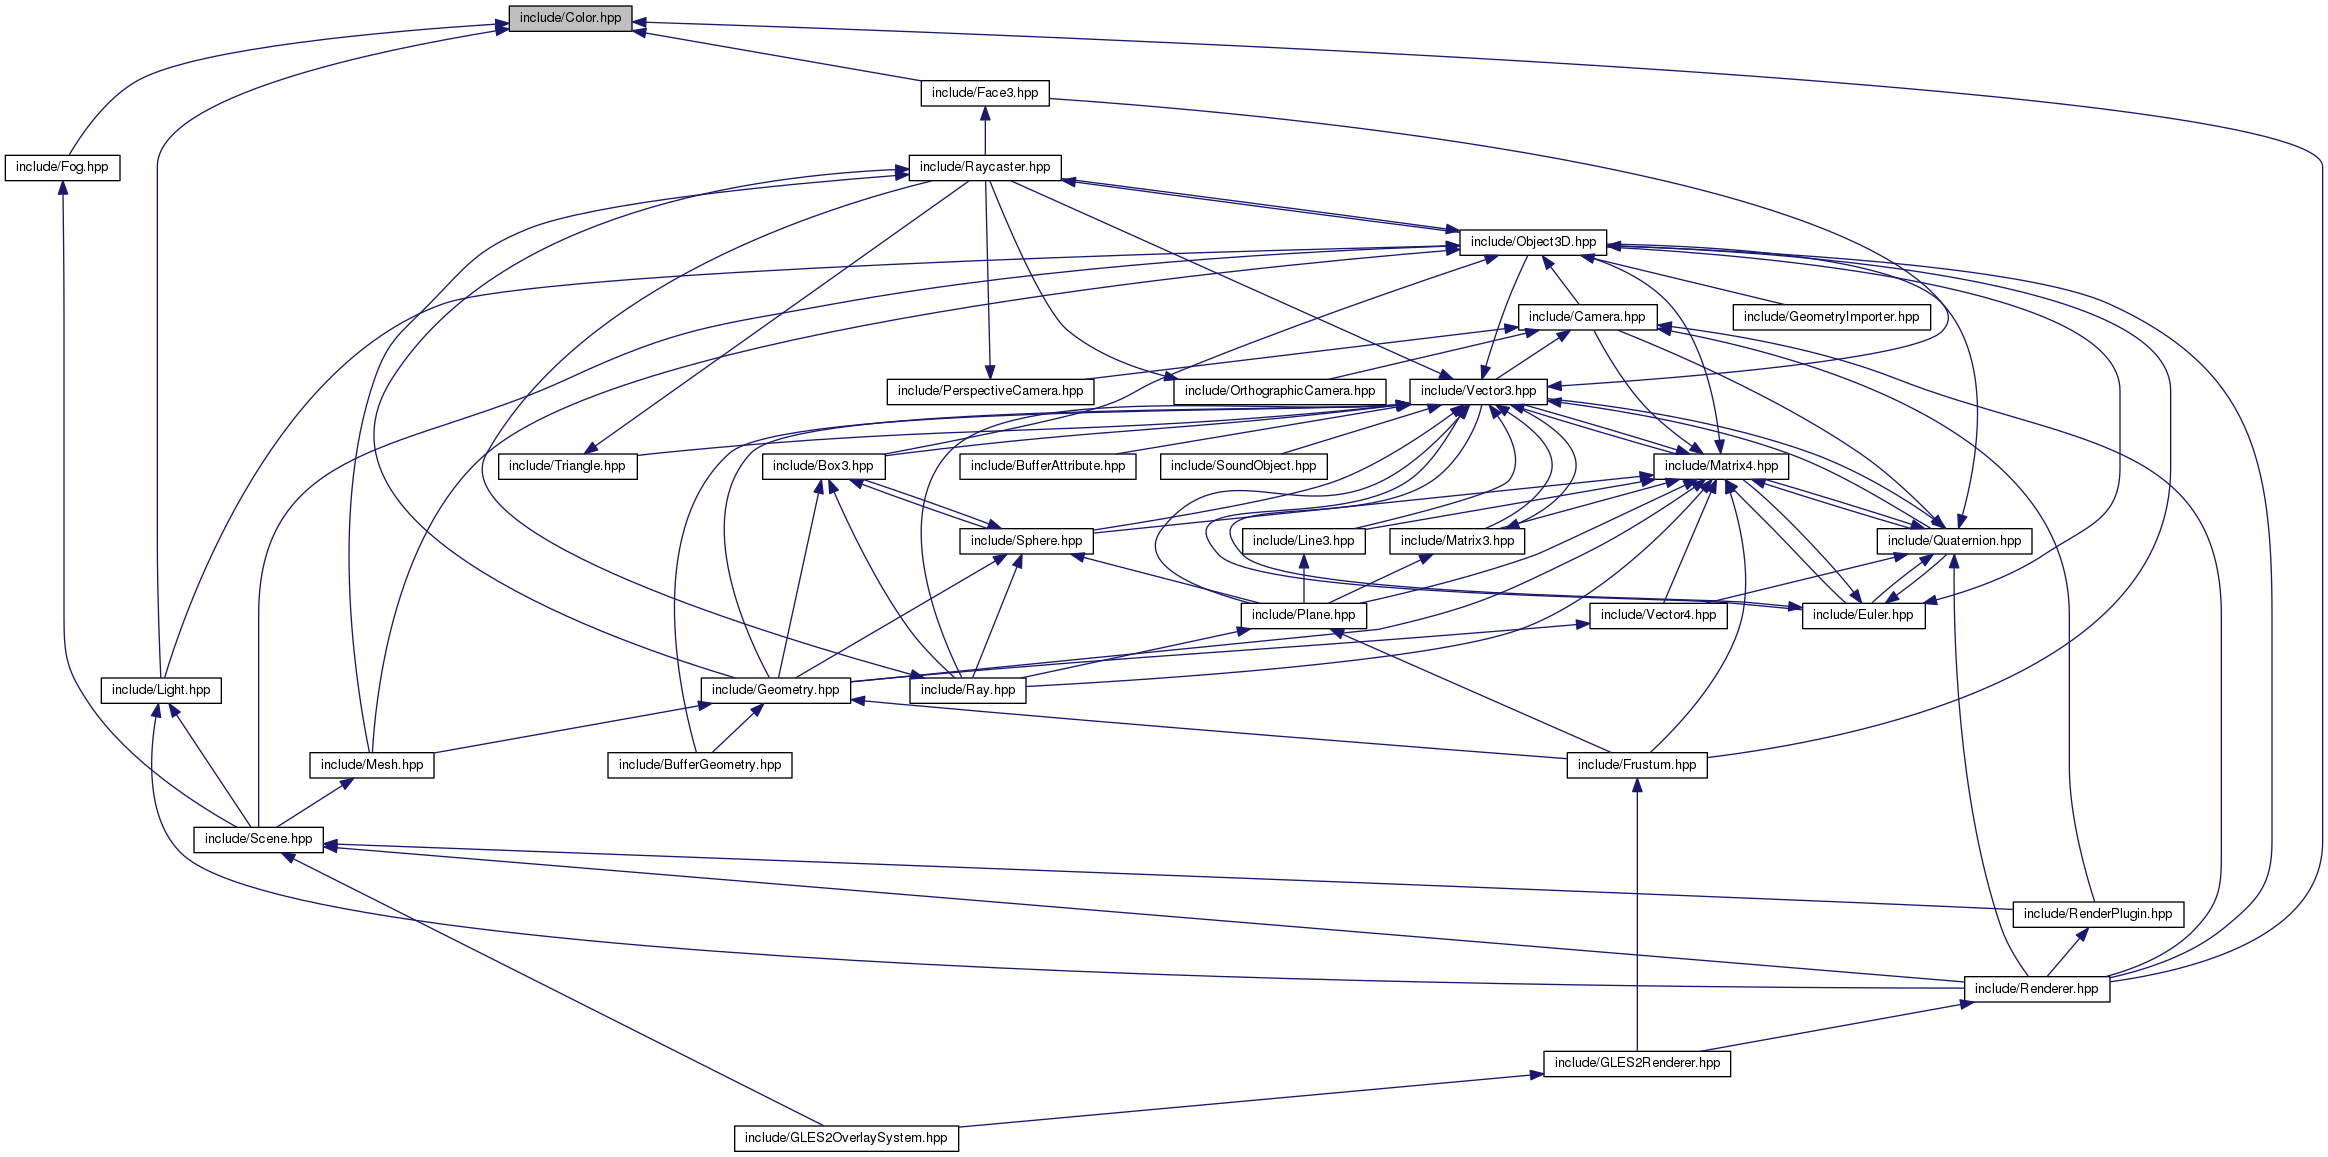 include/Color.hpp
include/Face3.hpp
include/Fog.hpp
include/Raycaster.hpp
include/Object3D.hpp
include/Camera.hpp
include/GeometryImporter.hpp
include/PerspectiveCamera.hpp
include/OrthographicCamera.hpp
include/Vector3.hpp
include/Triangle.hpp
include/Box3.hpp
include/BufferAttribute.hpp
include/SoundObject.hpp
include/Matrix4.hpp
include/Sphere.hpp
include/Line3.hpp
include/Matrix3.hpp
include/Quaternion.hpp
include/Plane.hpp
include/Vector4.hpp
include/Euler.hpp
include/Light.hpp
include/Geometry.hpp
include/Ray.hpp
include/Mesh.hpp
include/BufferGeometry.hpp
include/Frustum.hpp
include/Scene.hpp
include/RenderPlugin.hpp
include/Renderer.hpp
include/GLES2Renderer.hpp
include/GLES2OverlaySystem.hpp